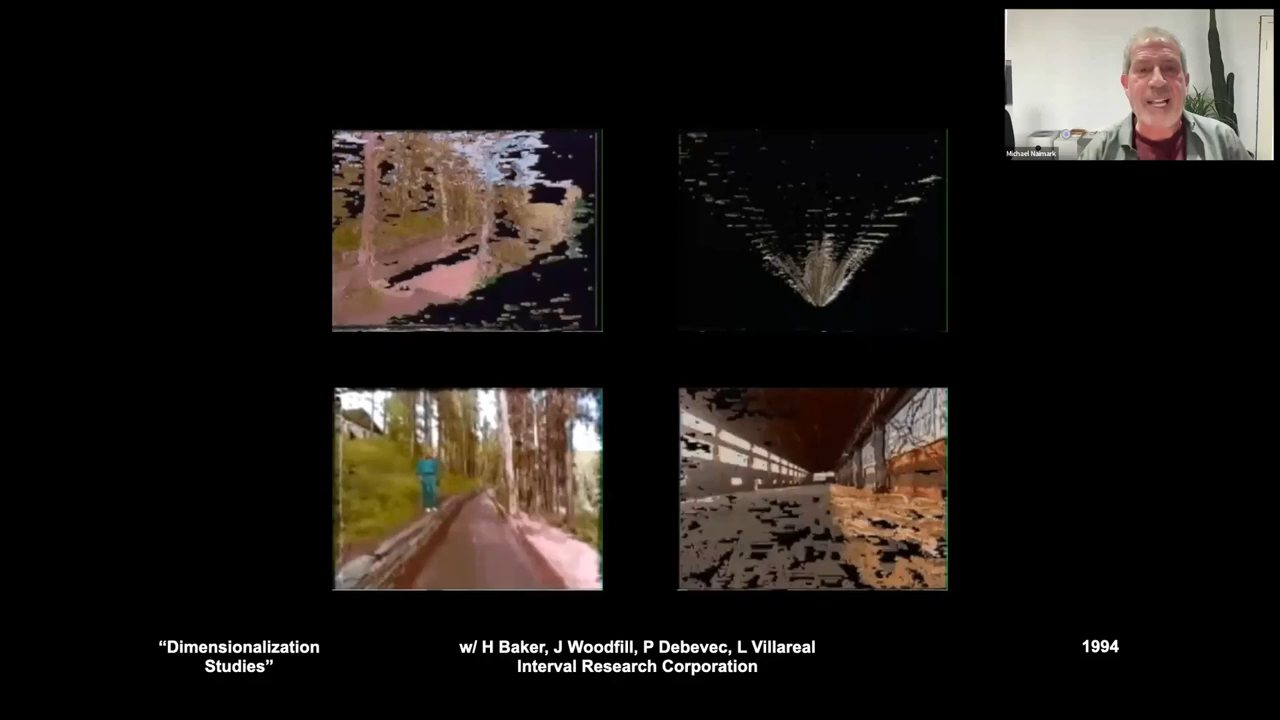 Michael Naimark
“Dimensionalization
Studies”
w/ H Baker, J Woodfill, P Debevec, L Villareal
Interval Research Corporation
1994